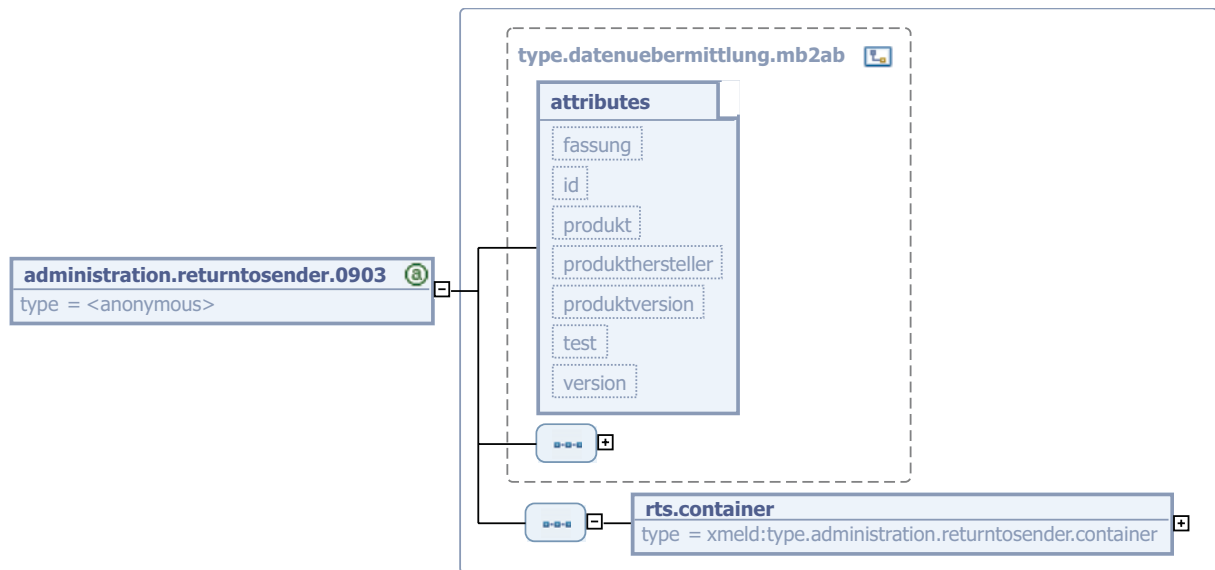 type.datenuebermittlung.mb2ab
attributes
fassung
id
produkt
produkthersteller
produktversion
test
version
administration.returntosender.0903
type = <anonymous>
rts.container
type = xmeld:type.administration.returntosender.container